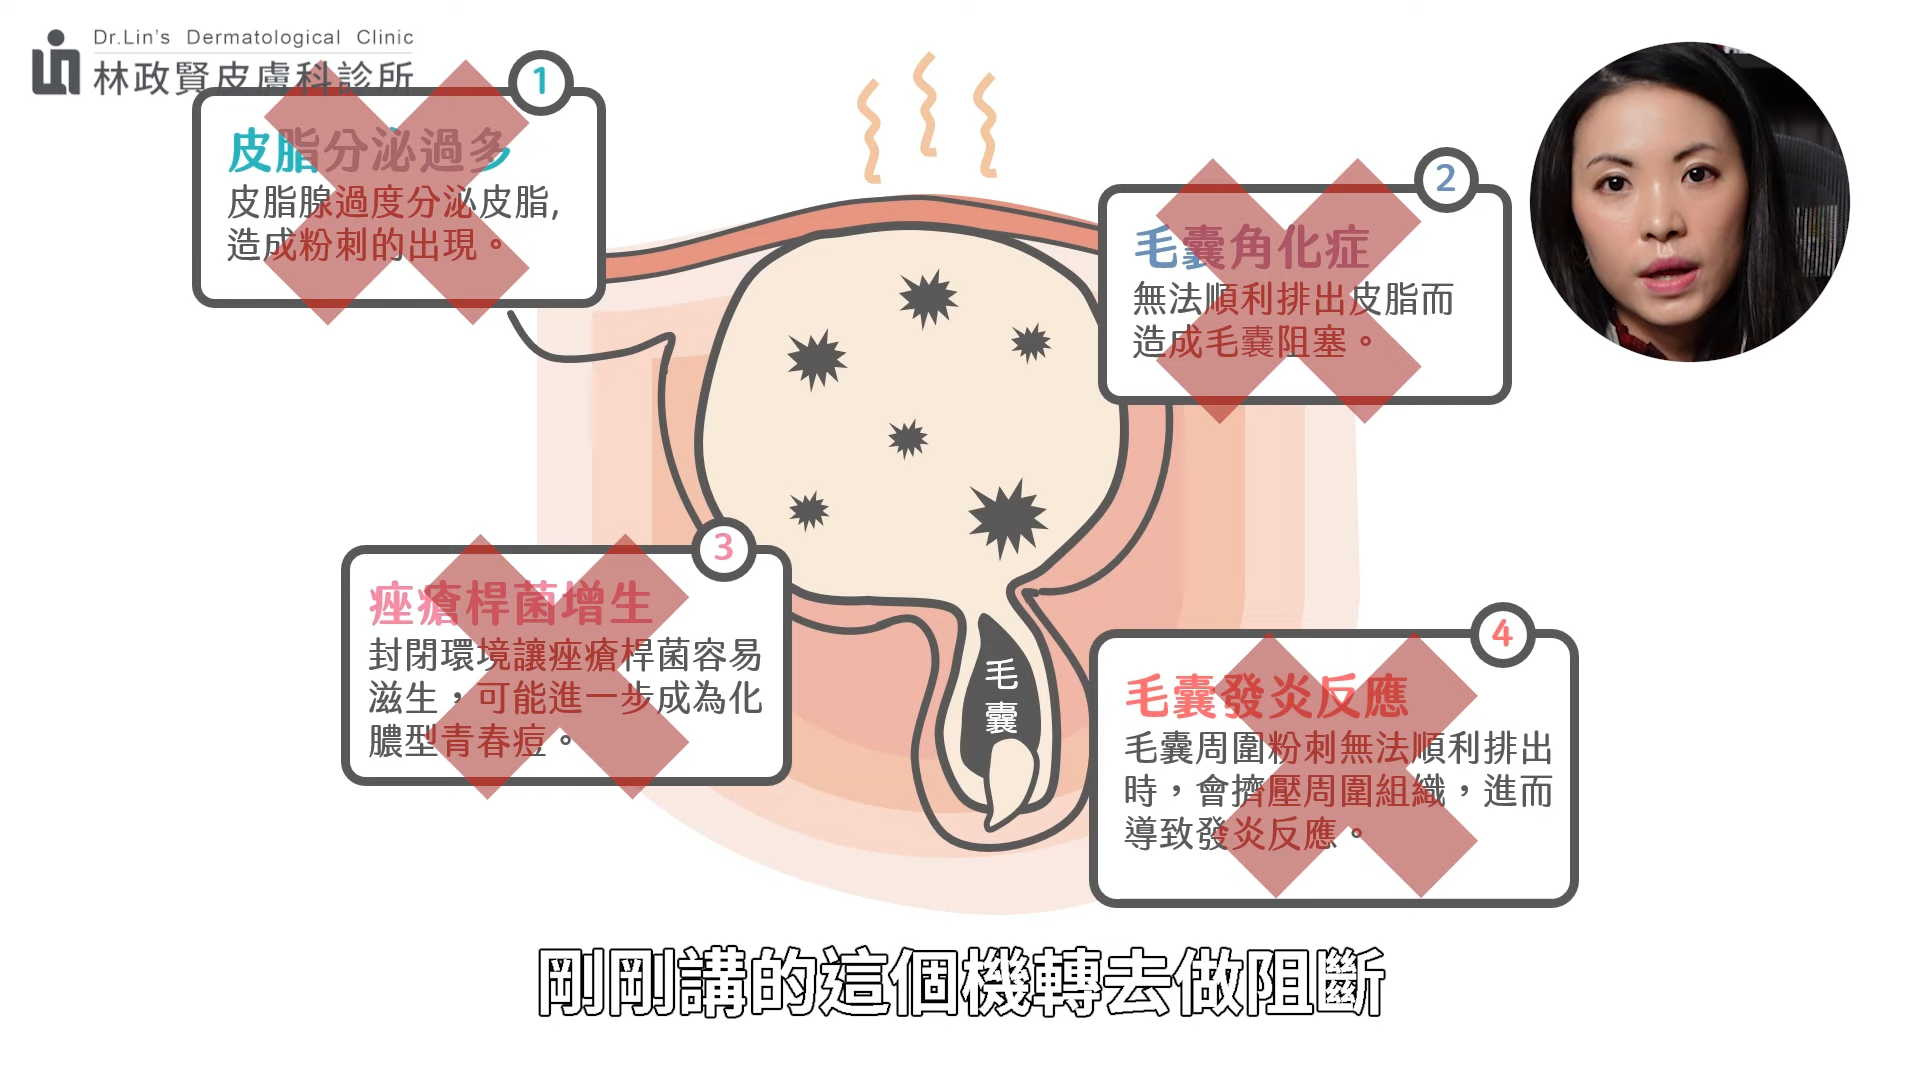 Dr.Lin's Dermatological Clinic
林政賢皮膚科診所
1
皮脂分泌過多
皮脂腺過度分泌皮脂,
造成粉刺的出現。
2
毛囊角化症
無法順利排出皮脂而
造成毛囊阻塞。
3
痤瘡桿菌增生
封閉環境讓痤瘡桿菌容易
滋生，可能進一步成為化
膿型青春痘。
毛
囊
4
毛囊發炎反應
毛囊周圍粉刺無法順利排出
時，會擠壓周圍組織，進而
導致發炎反應。
剛剛講的這個機轉去做阻斷